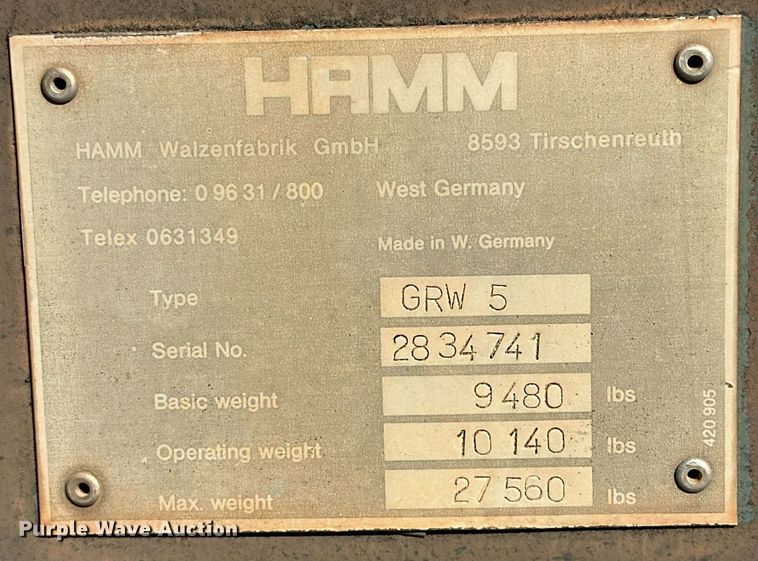 HAMM
HAMM Walzenfabrik GmbH 8593 Tirschenreuth
Telephone: 0 96 31 / 800 West Germany
Telex 0631349 Made in W. Germany
Type GRW 5
Serial No. 28 34 741
Basic weight 9 480 lbs
Operating weight 10 140 lbs
Max. weight 27 560 lbs
420 905
Purple Wave Auction